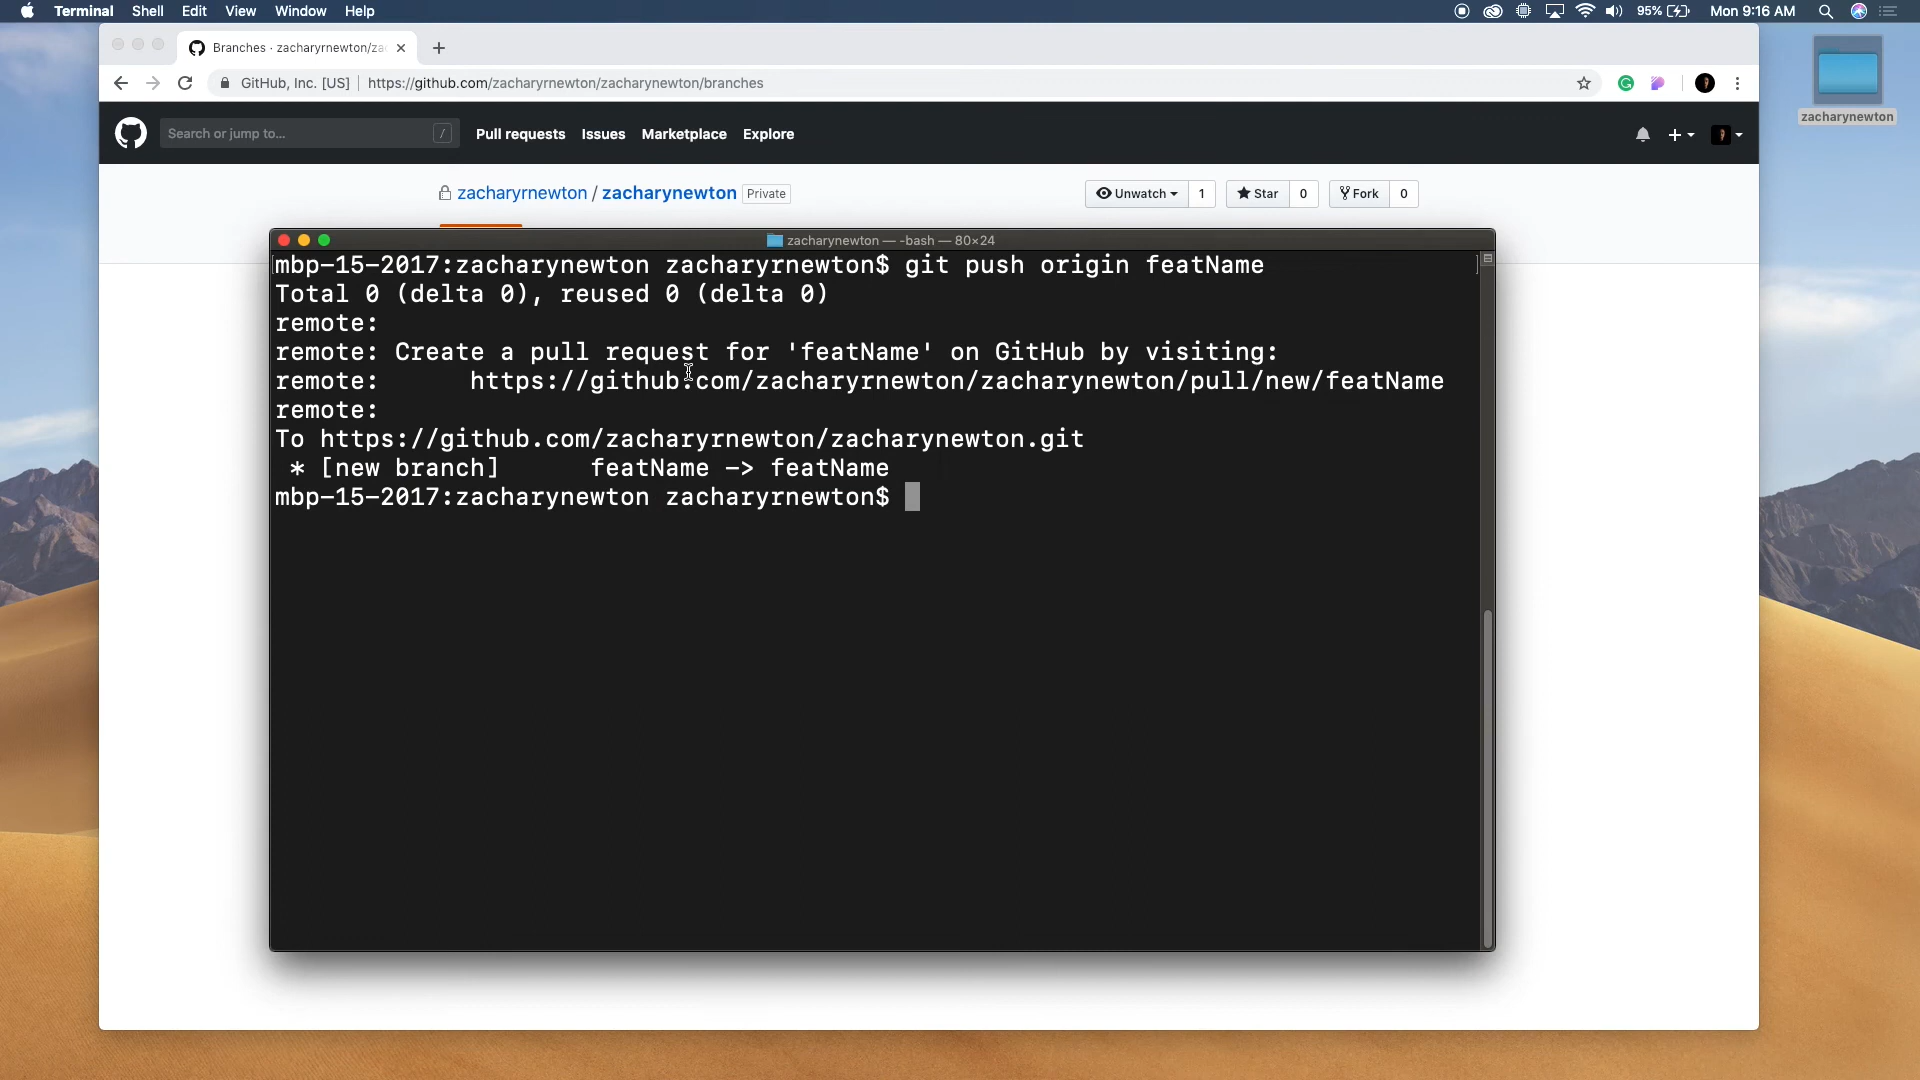 Terminal Shell Edit View Window Help 95% Mon 9:16 AM
Branches · zacharyrnewton/za
GitHub, Inc. [US] https://github.com/zacharyrnewton/zacharynewton/branches
zacharynewton
Search or jump to... / Pull requests Issues Marketplace Explore
zacharyrnewton / zacharynewton Private Unwatch 1 Star 0 Fork 0
zacharynewton — -bash — 80×24
mbp-15-2017:zacharynewton zacharyrnewton$ git push origin featName
Total 0 (delta 0), reused 0 (delta 0)
remote:
remote: Create a pull request for 'featName' on GitHub by visiting:
remote:      https://github.com/zacharyrnewton/zacharynewton/pull/new/featName
remote:
To https://github.com/zacharyrnewton/zacharynewton.git
 * [new branch]      featName -> featName
mbp-15-2017:zacharynewton zacharyrnewton$